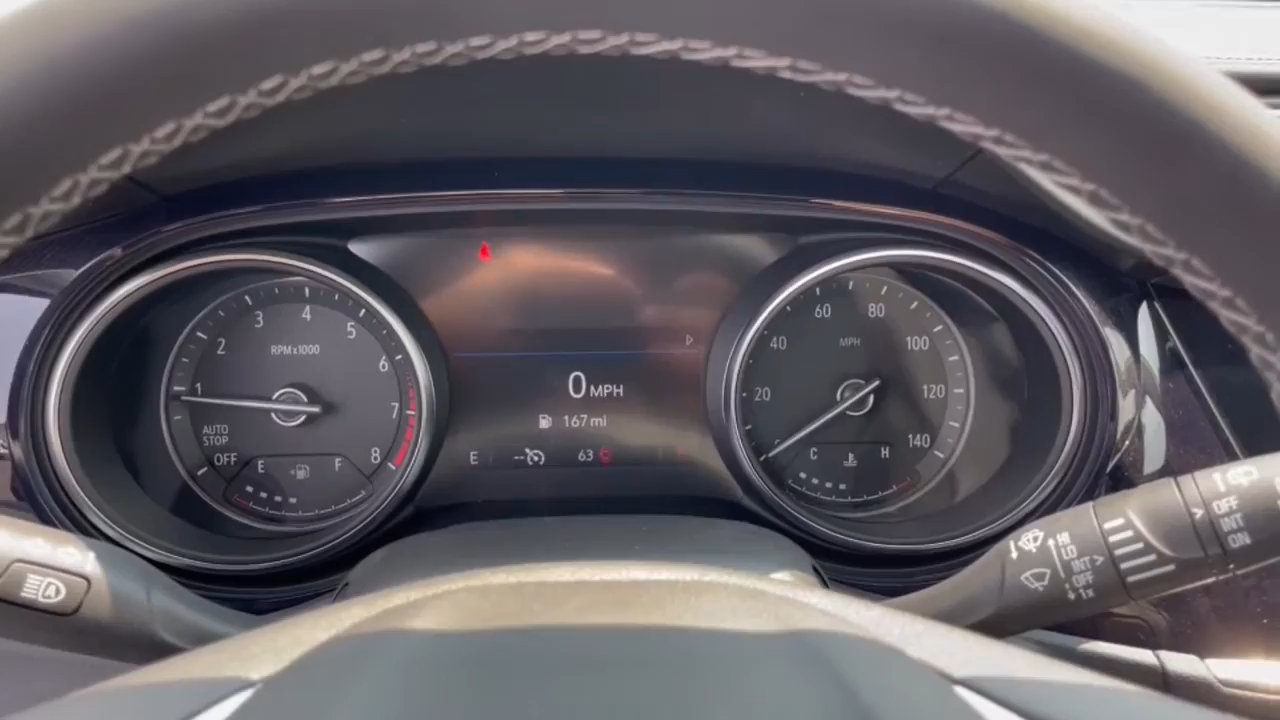 1
2
3
4
5
6
7
8
RPMx1000
AUTO
STOP
OFF
E
F
0 MPH
167 mi
E
--
63
20
40
60
80
100
120
140
MPH
C
H
A
HI
LO
INT
OFF
1x
OFF
INT
ON